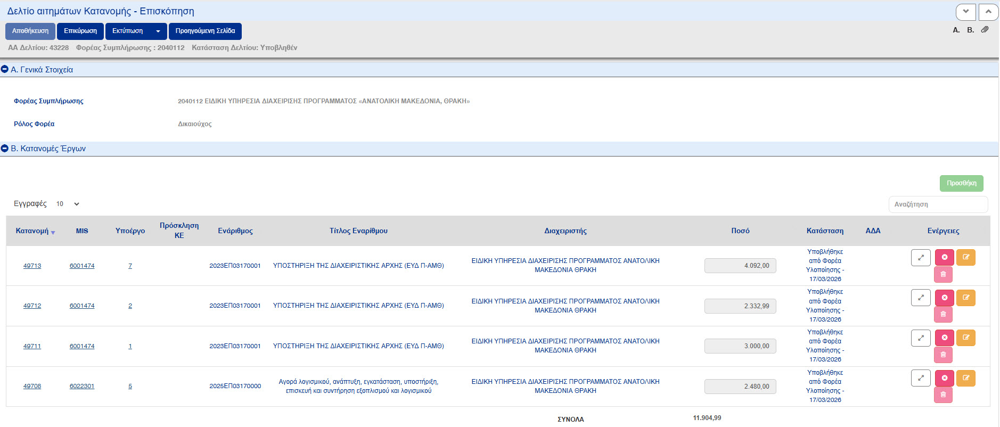 Δελτίο αιτημάτων Κατανομής - Επισκόπηση
Αποθήκευση Επικύρωση Εκτύπωση Προηγούμενη Σελίδα
Α. Β.
ΑΑ Δελτίου: 43228 Φορέας Συμπλήρωσης : 2040112 Κατάσταση Δελτίου: Υποβληθέν
Α. Γενικά Στοιχεία
Φορέας Συμπλήρωσης 2040112 ΕΙΔΙΚΗ ΥΠΗΡΕΣΙΑ ΔΙΑΧΕΙΡΙΣΗΣ ΠΡΟΓΡΑΜΜΑΤΟΣ «ΑΝΑΤΟΛΙΚΗ ΜΑΚΕΔΟΝΙΑ, ΘΡΑΚΗ»
Ρόλος Φορέα Δικαιούχος
Β. Κατανομές Έργων
Προσθήκη
Εγγραφές 10 Αναζήτηση
Κατανομή MIS Υποέργο Πρόσκληση ΚΕ Ενάριθμος Τίτλος Εναρίθμου Διαχειριστής Ποσό Κατάσταση ΑΔΑ Ενέργειες
49713 6001474 7 2023ΕΠ03170001 ΥΠΟΣΤΗΡΙΞΗ ΤΗΣ ΔΙΑΧΕΙΡΙΣΤΙΚΗΣ ΑΡΧΗΣ (ΕΥΔ Π-ΑΜΘ) ΕΙΔΙΚΗ ΥΠΗΡΕΣΙΑ ΔΙΑΧΕΙΡΙΣΗΣ ΠΡΟΓΡΑΜΜΑΤΟΣ ΑΝΑΤΟΛΙΚΗ ΜΑΚΕΔΟΝΙΑ ΘΡΑΚΗ 4.092,00 Υποβλήθηκε από Φορέα Υλοποίησης - 17/03/2026
49712 6001474 2 2023ΕΠ03170001 ΥΠΟΣΤΗΡΙΞΗ ΤΗΣ ΔΙΑΧΕΙΡΙΣΤΙΚΗΣ ΑΡΧΗΣ (ΕΥΔ Π-ΑΜΘ) ΕΙΔΙΚΗ ΥΠΗΡΕΣΙΑ ΔΙΑΧΕΙΡΙΣΗΣ ΠΡΟΓΡΑΜΜΑΤΟΣ ΑΝΑΤΟΛΙΚΗ ΜΑΚΕΔΟΝΙΑ ΘΡΑΚΗ 2.332,99 Υποβλήθηκε από Φορέα Υλοποίησης - 17/03/2026
49711 6001474 1 2023ΕΠ03170001 ΥΠΟΣΤΗΡΙΞΗ ΤΗΣ ΔΙΑΧΕΙΡΙΣΤΙΚΗΣ ΑΡΧΗΣ (ΕΥΔ Π-ΑΜΘ) ΕΙΔΙΚΗ ΥΠΗΡΕΣΙΑ ΔΙΑΧΕΙΡΙΣΗΣ ΠΡΟΓΡΑΜΜΑΤΟΣ ΑΝΑΤΟΛΙΚΗ ΜΑΚΕΔΟΝΙΑ ΘΡΑΚΗ 3.000,00 Υποβλήθηκε από Φορέα Υλοποίησης - 17/03/2026
49708 6022301 5 2025ΕΠ03170000 Αγορά λογισμικού, ανάπτυξη, εγκατάσταση, υποστήριξη, επισκευή και συντήρηση εξοπλισμού και λογισμικού ΕΙΔΙΚΗ ΥΠΗΡΕΣΙΑ ΔΙΑΧΕΙΡΙΣΗΣ ΠΡΟΓΡΑΜΜΑΤΟΣ ΑΝΑΤΟΛΙΚΗ ΜΑΚΕΔΟΝΙΑ ΘΡΑΚΗ 2.480,00 Υποβλήθηκε από Φορέα Υλοποίησης - 17/03/2026
ΣΥΝΟΛΑ 11.904,99